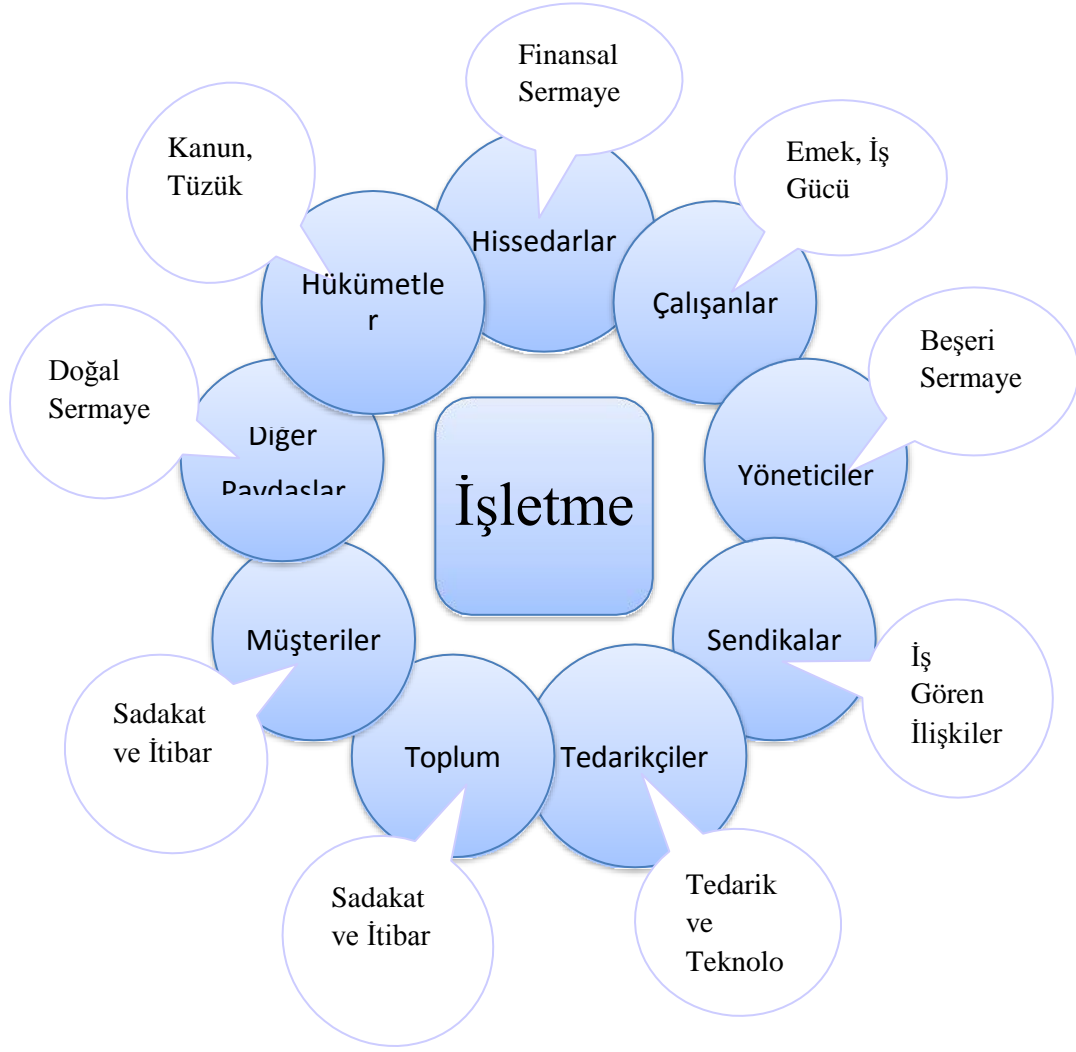 Finansal
Sermaye
Hissedarlar
Emek, İş
Gücü
Çalışanlar
Beşeri
Sermaye
Yöneticiler
İş
Gören
İlişkiler
Sendikalar
Tedarik
ve
Teknolo
Tedarikçiler
Sadakat
ve İtibar
Toplum
Sadakat
ve İtibar
Müşteriler
Doğal
Sermaye
Diğer
Paydaşlar
Kanun,
Tüzük
Hükümetle
r
İşletme